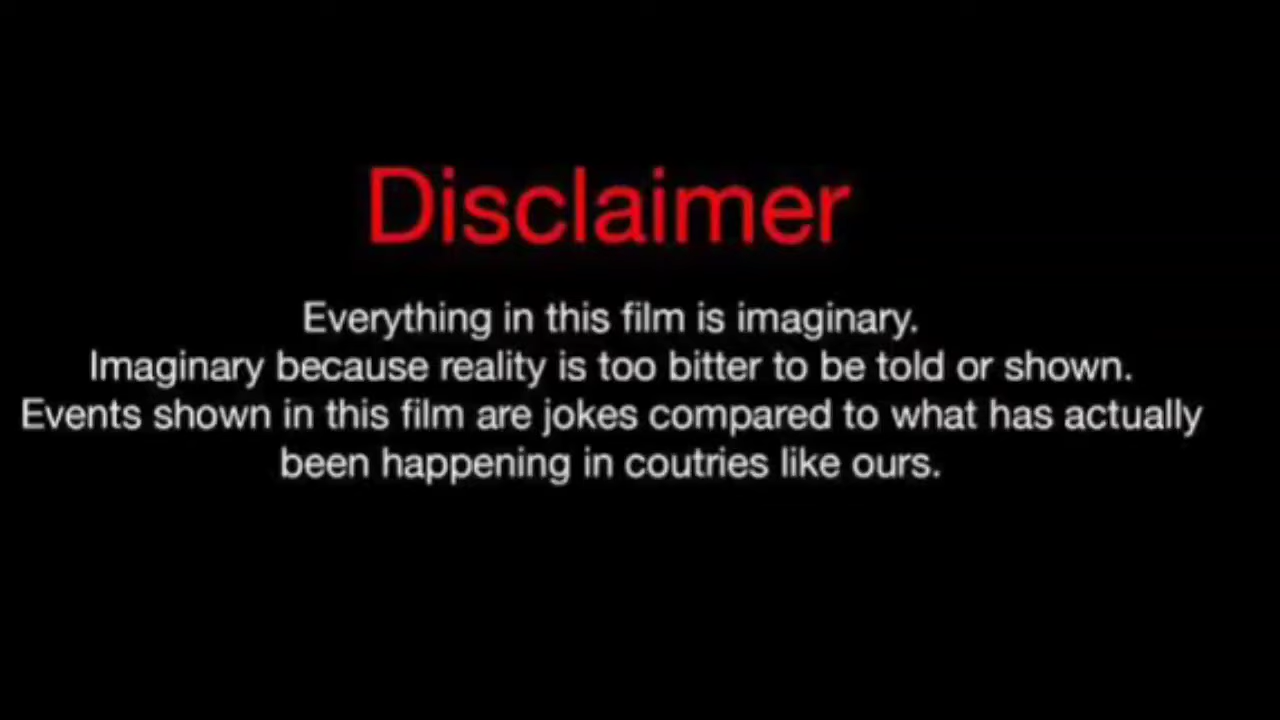 Disclaimer
Everything in this film is imaginary.
Imaginary because reality is too bitter to be told or shown.
Events shown in this film are jokes compared to what has actually
been happening in coutries like ours.